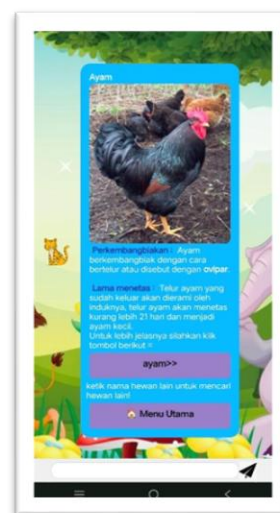 Ayam
Perkembangbiakan : Ayam
berkembangbiak dengan cara
bertelur atau disebut dengan ovipar.
Lama menetas : Telur ayam yang
sudah keluar akan dierami oleh
induknya, telur ayam akan menetas
kurang lebih 21 hari dan menjadi
ayam kecil.
Untuk lebih jelasnya silahkan klik
tombol berikut =
ayam>>
ketik nama hewan lain untuk mencari
hewan lain!
🏠 Menu Utama